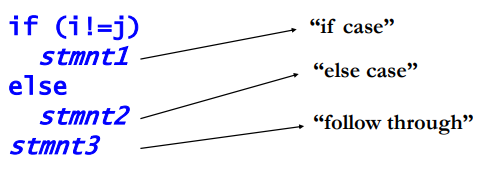 if (i!=j)
stmnt1
else
stmnt2
stmnt3
“if case”
“else case”
“follow through”